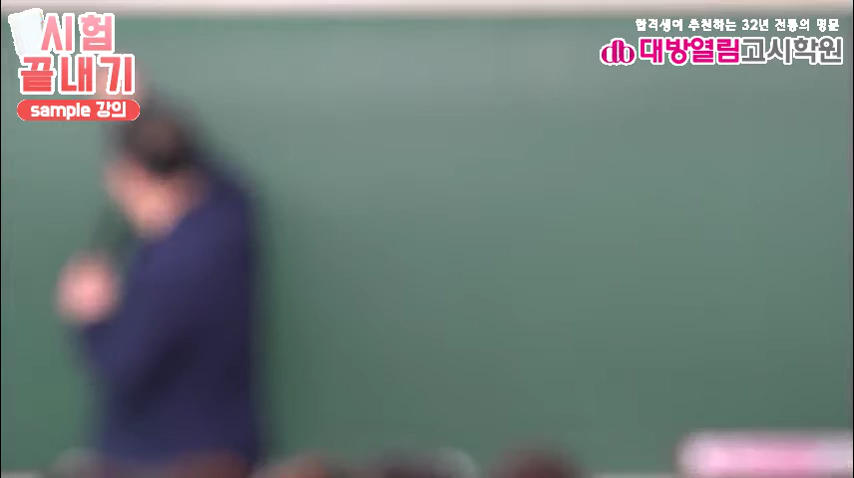 시험
끝내기
sample 강의
합격생이 추천하는 32년 전통의 명문
db 대방열림고시학원